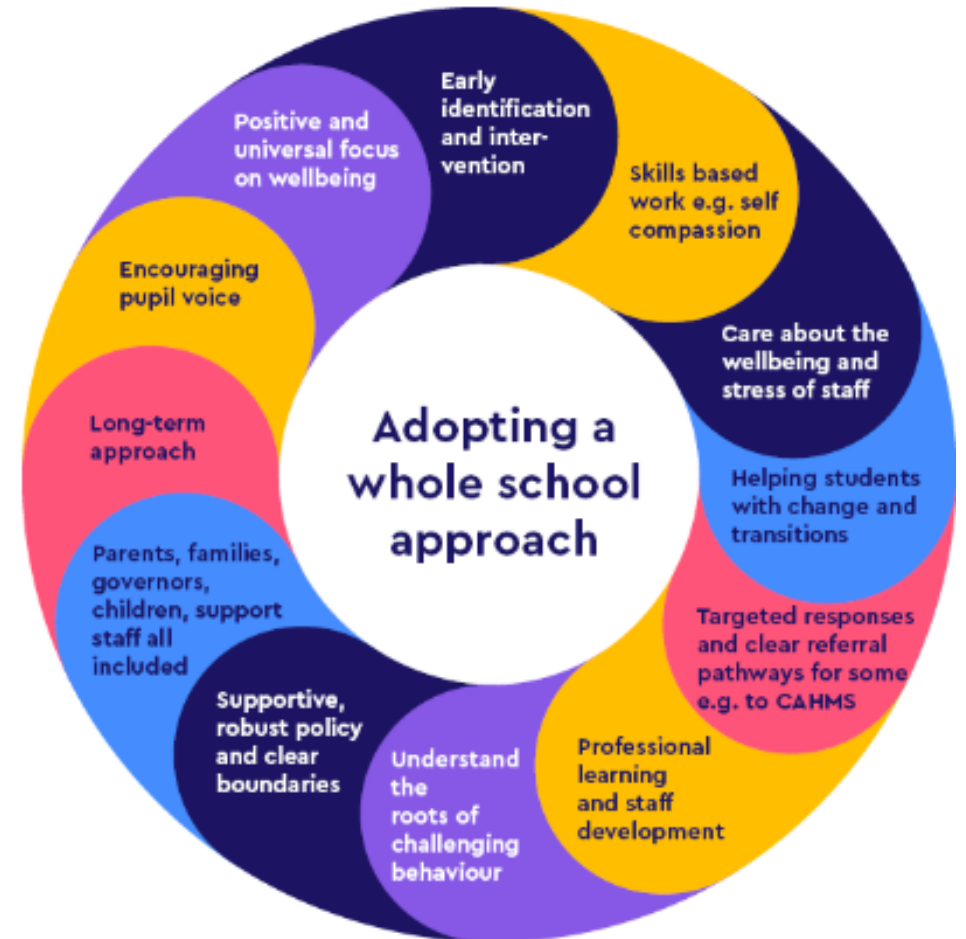 Early
identification
and inter-
vention
Skills based
work e.g. self
compassion
Care about the
wellbeing and
stress of staff
Helping students
with change and
transitions
Targeted responses
and clear referral
pathways for some
e.g. to CAHMS
Professional
learning
and staff
development
Understand
the
roots of
challenging
behaviour
Supportive,
robust policy
and clear
boundaries
Parents, families,
governors,
children, support
staff all
included
Long-term
approach
Encouraging
pupil voice
Positive and
universal focus
on wellbeing
Adopting a
whole school
approach